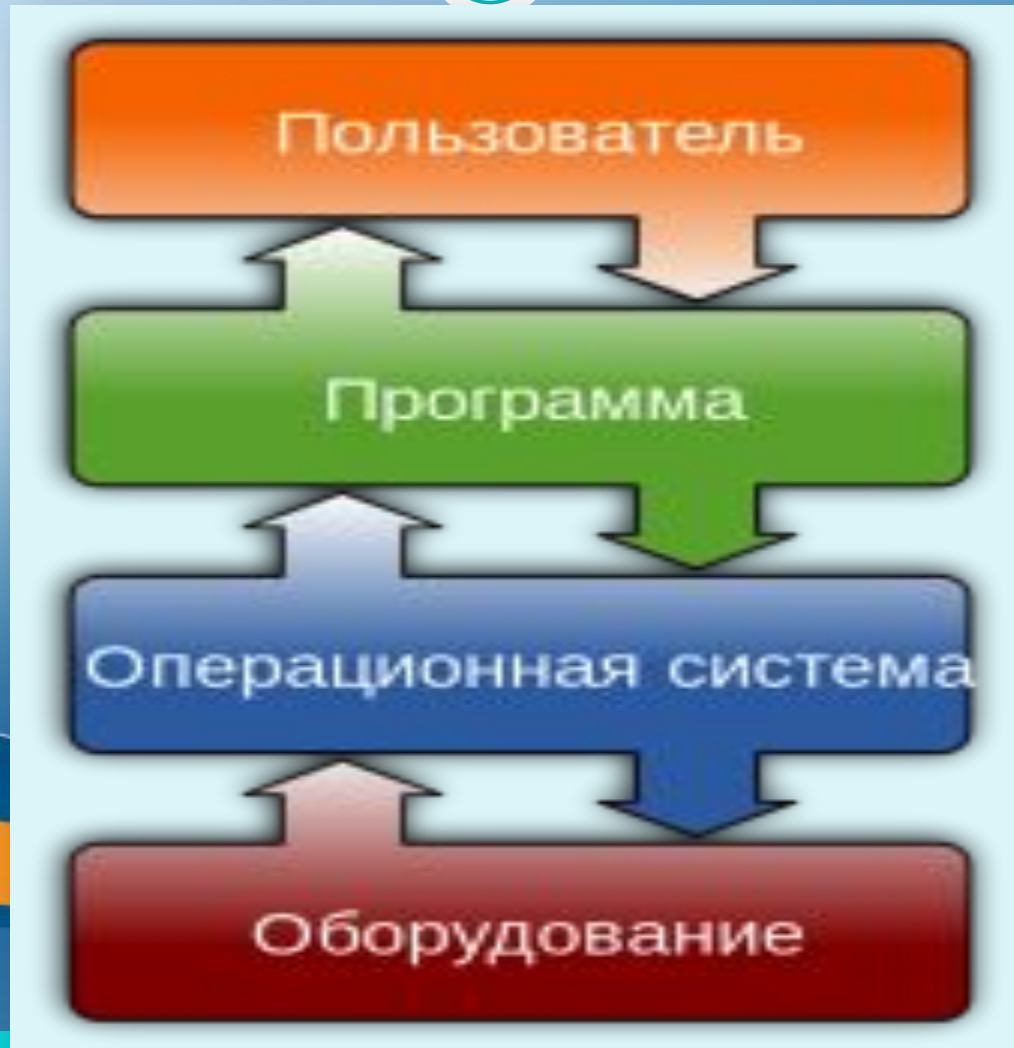 Пользователь
Программа
Операционная система
Оборудование